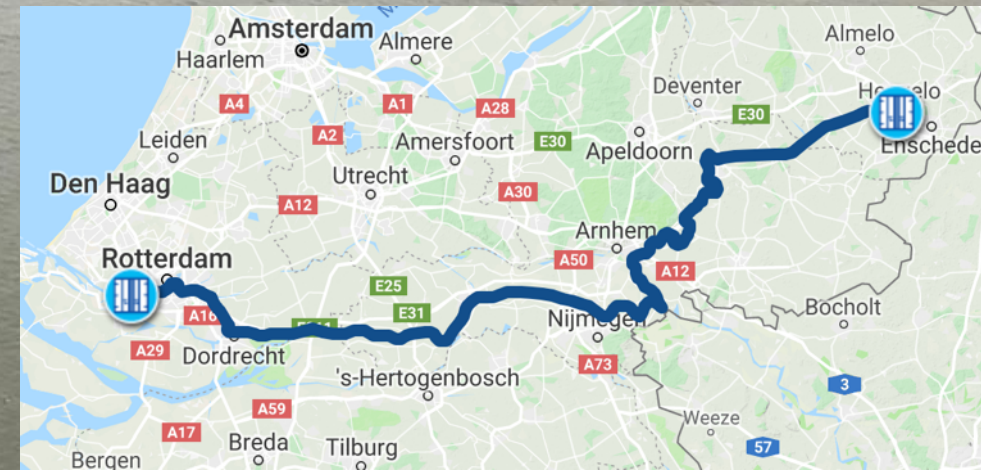 Amsterdam
Almere
Haarlem
Almelo
A4
A1
A28
Deventer
E30
Leiden
A2
Amersfoort
E30
Apeldoorn
Enschede
Utrecht
A30
Den Haag
A12
Arnhem
Rotterdam
A50
A12
E25
E31
Bocholt
Nijmegen
A29
Dordrecht
A73
's-Hertogenbosch
3
A59
Weeze
A17
Breda
Tilburg
57
Bergen